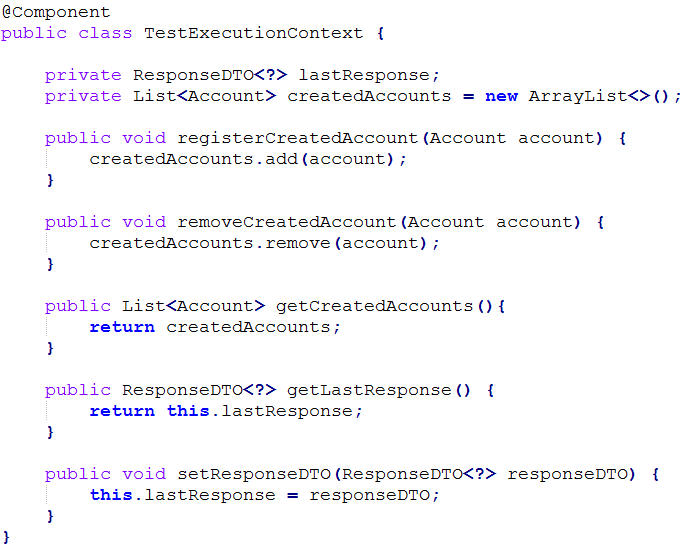 @Component
public class TestExecutionContext {
private ResponseDTO<?> lastResponse;
private List<Account> createdAccounts = new ArrayList<>();
public void registerCreatedAccount(Account account) {
createdAccounts.add(account);
}
public void removeCreatedAccount(Account account) {
createdAccounts.remove(account);
}
public List<Account> getCreatedAccounts(){
return createdAccounts;
}
public ResponseDTO<?> getLastResponse() {
return this.lastResponse;
}
public void setResponseDTO(ResponseDTO<?> responseDTO) {
this.lastResponse = responseDTO;
}
}